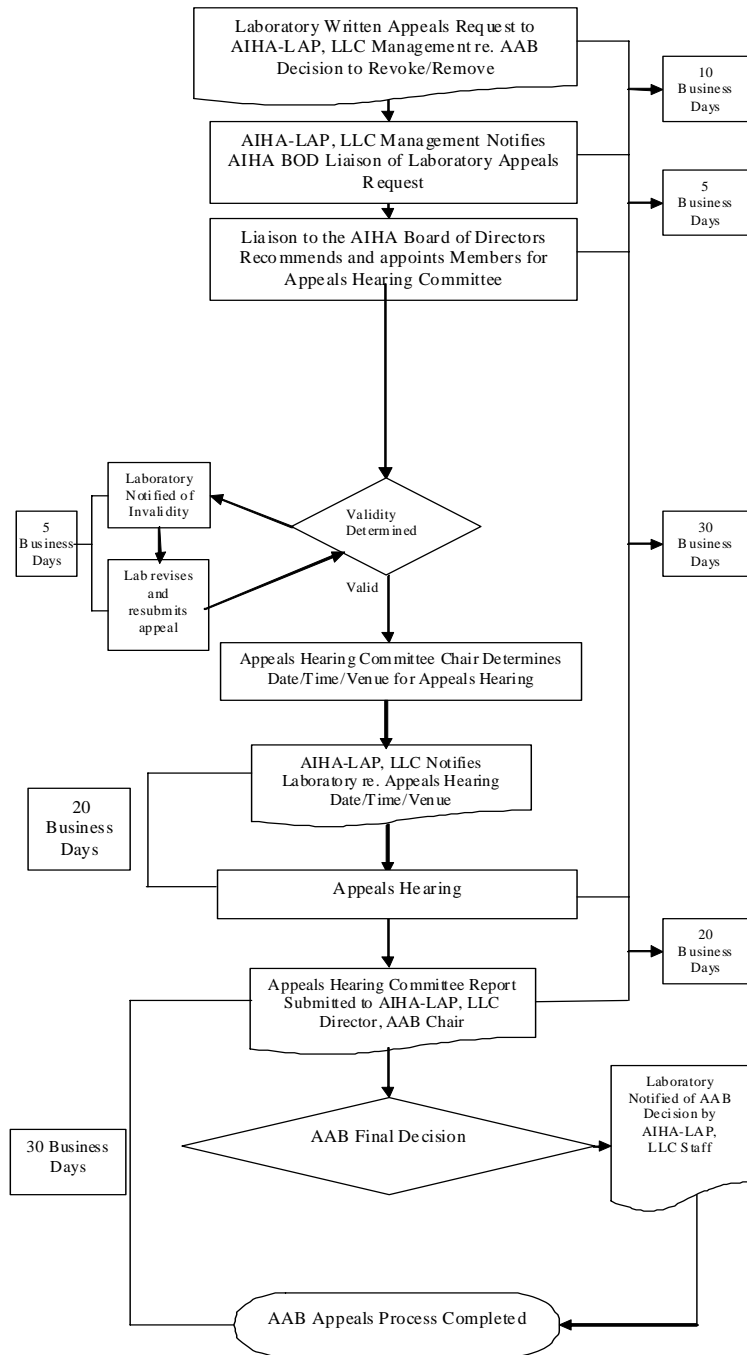 Laboratory Written Appeals Request to
AIHA-LAP, LLC Management re. AAB
Decision to Revoke/Remove
10
Business
Days
AIHA-LAP, LLC Management Notifies
AIHA BOD Liaison of Laboratory Appeals
Request
5
Business
Days
Liaison to the AIHA Board of Directors
Recommends and appoints Members for
Appeals Hearing Committee
Laboratory
Notified of
Invalidity
Validity
Determined
5
Business
Days
30
Business
Days
Lab revises
and
resubmits
appeal
Valid
Appeals Hearing Committee Chair Determines
Date/Time/Venue for Appeals Hearing
AIHA-LAP, LLC Notifies
Laboratory re. Appeals Hearing
Date/Time/Venue
20
Business
Days
Appeals Hearing
20
Business
Days
Appeals Hearing Committee Report
Submitted to AIHA-LAP, LLC
Director, AAB Chair
Laboratory
Notified of AAB
Decision by
AIHA-LAP,
LLC Staff
AAB Final Decision
30 Business
Days
AAB Appeals Process Completed